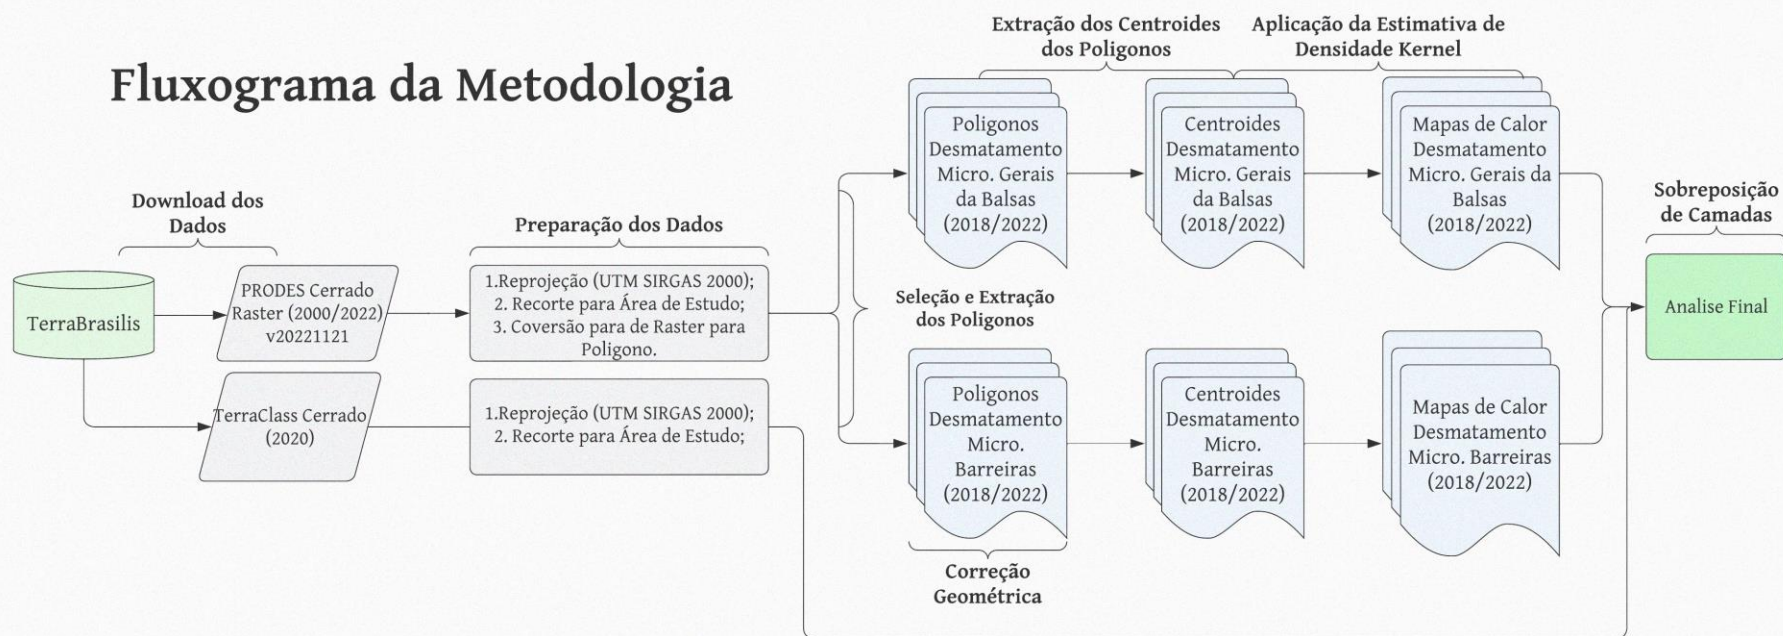 Fluxograma da Metodologia
Download dos
Dados
TerraBrasilis
PRODES Cerrado
Raster (2000/2022)
v20221121
TerraClass Cerrado
(2020)
Preparação dos Dados
1.Reprojeção (UTM SIRGAS 2000);
2. Recorte para Área de Estudo;
3. Coversão para de Raster para
Poligono.
1.Reprojeção (UTM SIRGAS 2000);
2. Recorte para Área de Estudo;
Seleção e Extração
dos Poligonos
Extração dos Centroides
dos Poligonos
Aplicação da Estimativa de
Densidade Kernel
Poligonos
Desmatamento
Micro. Gerais
da Balsas
(2018/2022)
Centroides
Desmatamento
Micro. Gerais
da Balsas
(2018/2022)
Mapas de Calor
Desmatamento
Micro. Gerais da
Balsas
(2018/2022)
Poligonos
Desmatamento
Micro.
Barreiras
(2018/2022)
Centroides
Desmatamento
Micro.
Barreiras
(2018/2022)
Mapas de Calor
Desmatamento
Micro. Barreiras
(2018/2022)
Correção
Geométrica
Sobreposição
de Camadas
Analise Final